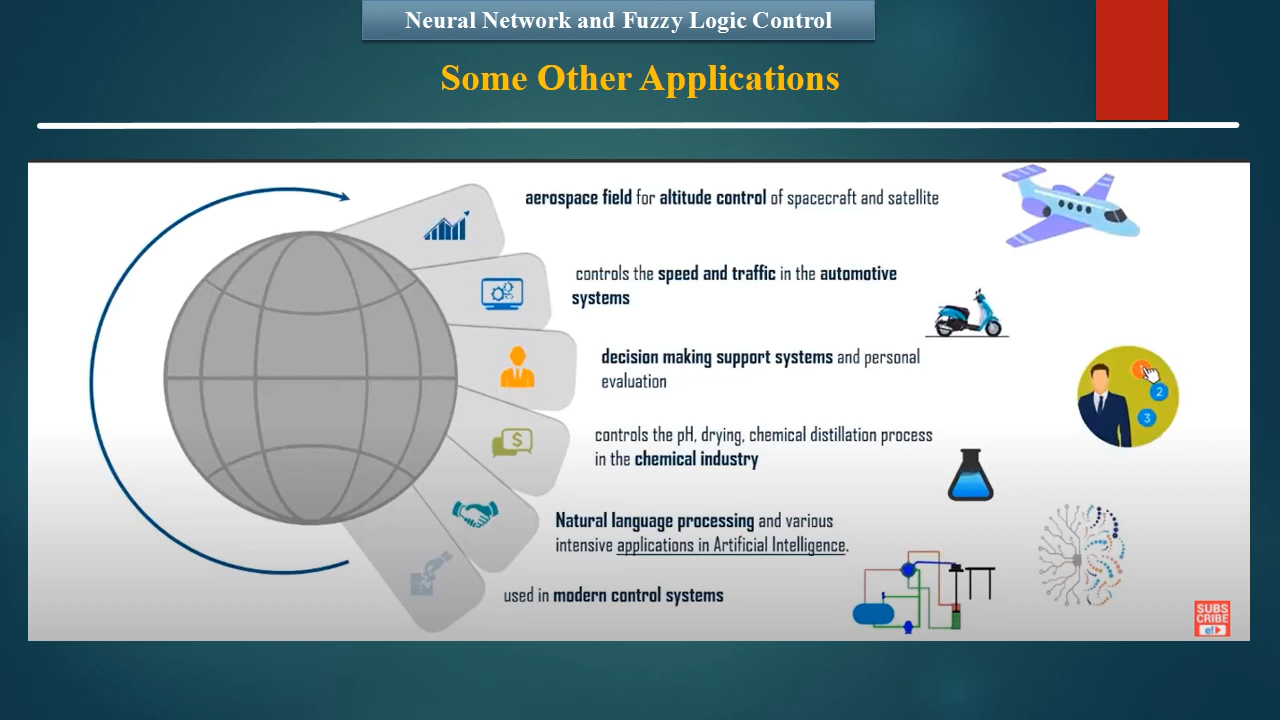 Neural Network and Fuzzy Logic Control
Some Other Applications
aerospace field for altitude control of spacecraft and satellite
controls the speed and traffic in the automotive
systems
decision making support systems and personal
evaluation
1
2
3
controls the pH, drying, chemical distillation process
in the chemical industry
$
Natural language processing and various
intensive applications in Artificial Intelligence.
used in modern control systems
SUBS
CRIBE
e!